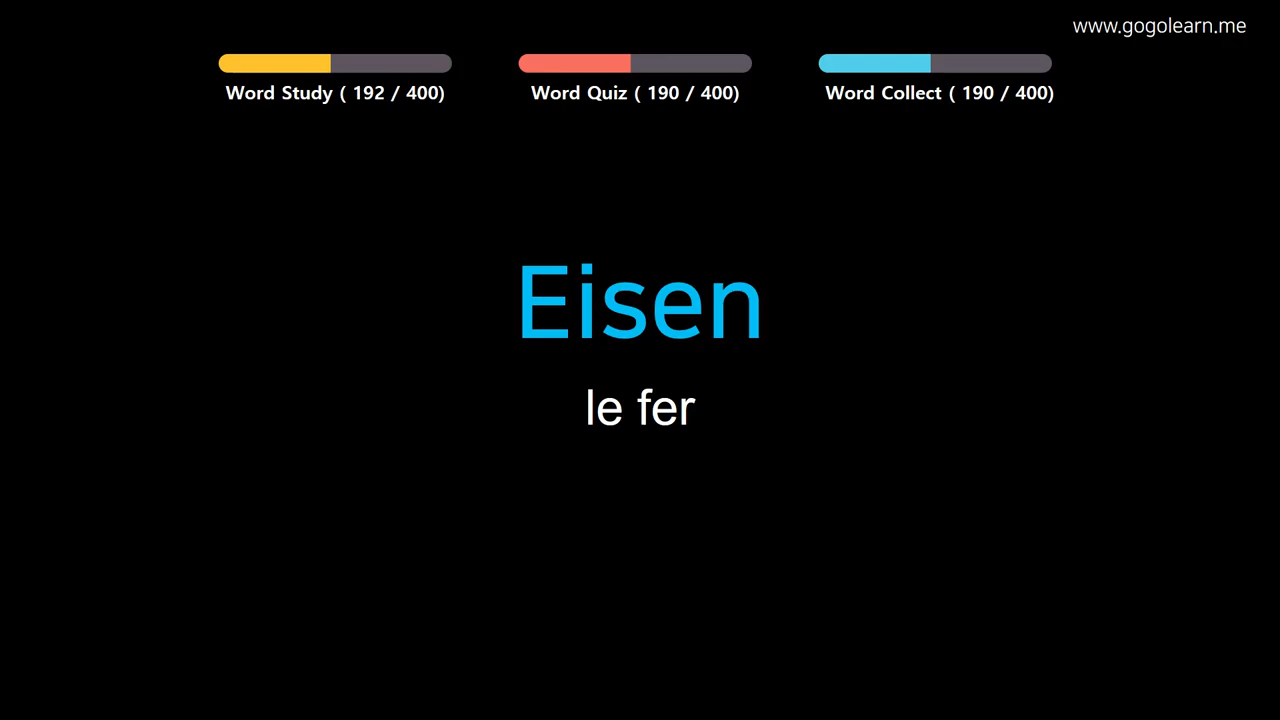 www.gogolearn.me
Word Study ( 192 / 400)
Word Quiz ( 190 / 400)
Word Collect ( 190 / 400)
Eisen
le fer